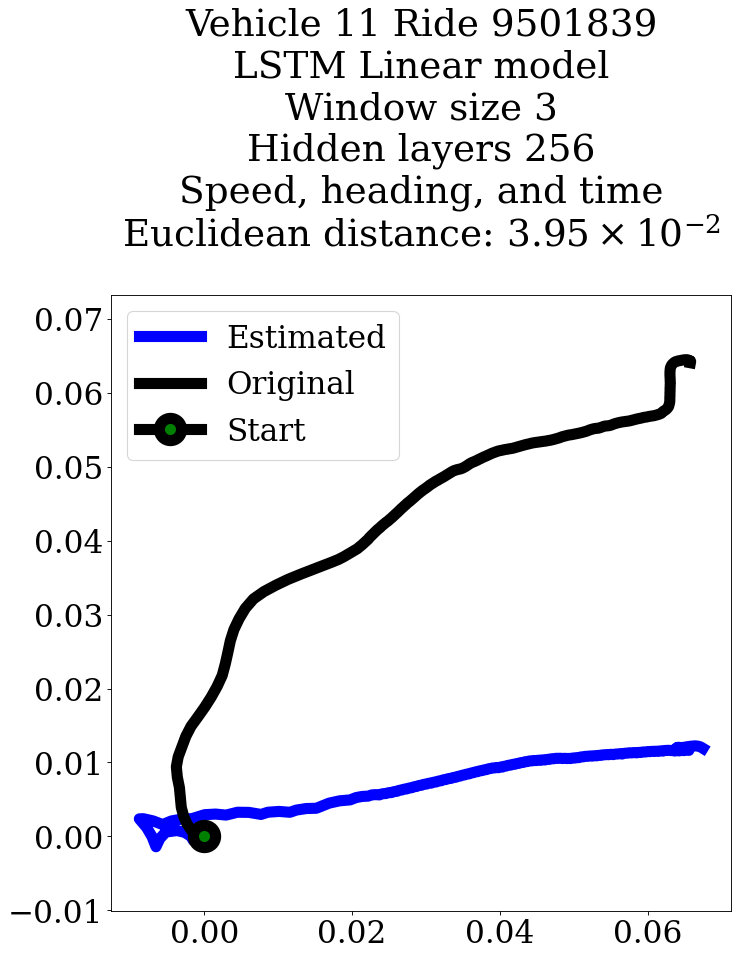 Vehicle 11 Ride 9501839
LSTM Linear model
Window size 3
Hidden layers 256
Speed, heading, and time
Euclidean distance: 3.95 × 10⁻²
Estimated
Original
Start
0.07
0.06
0.05
0.04
0.03
0.02
0.01
0.00
−0.01
0.00 0.02 0.04 0.06